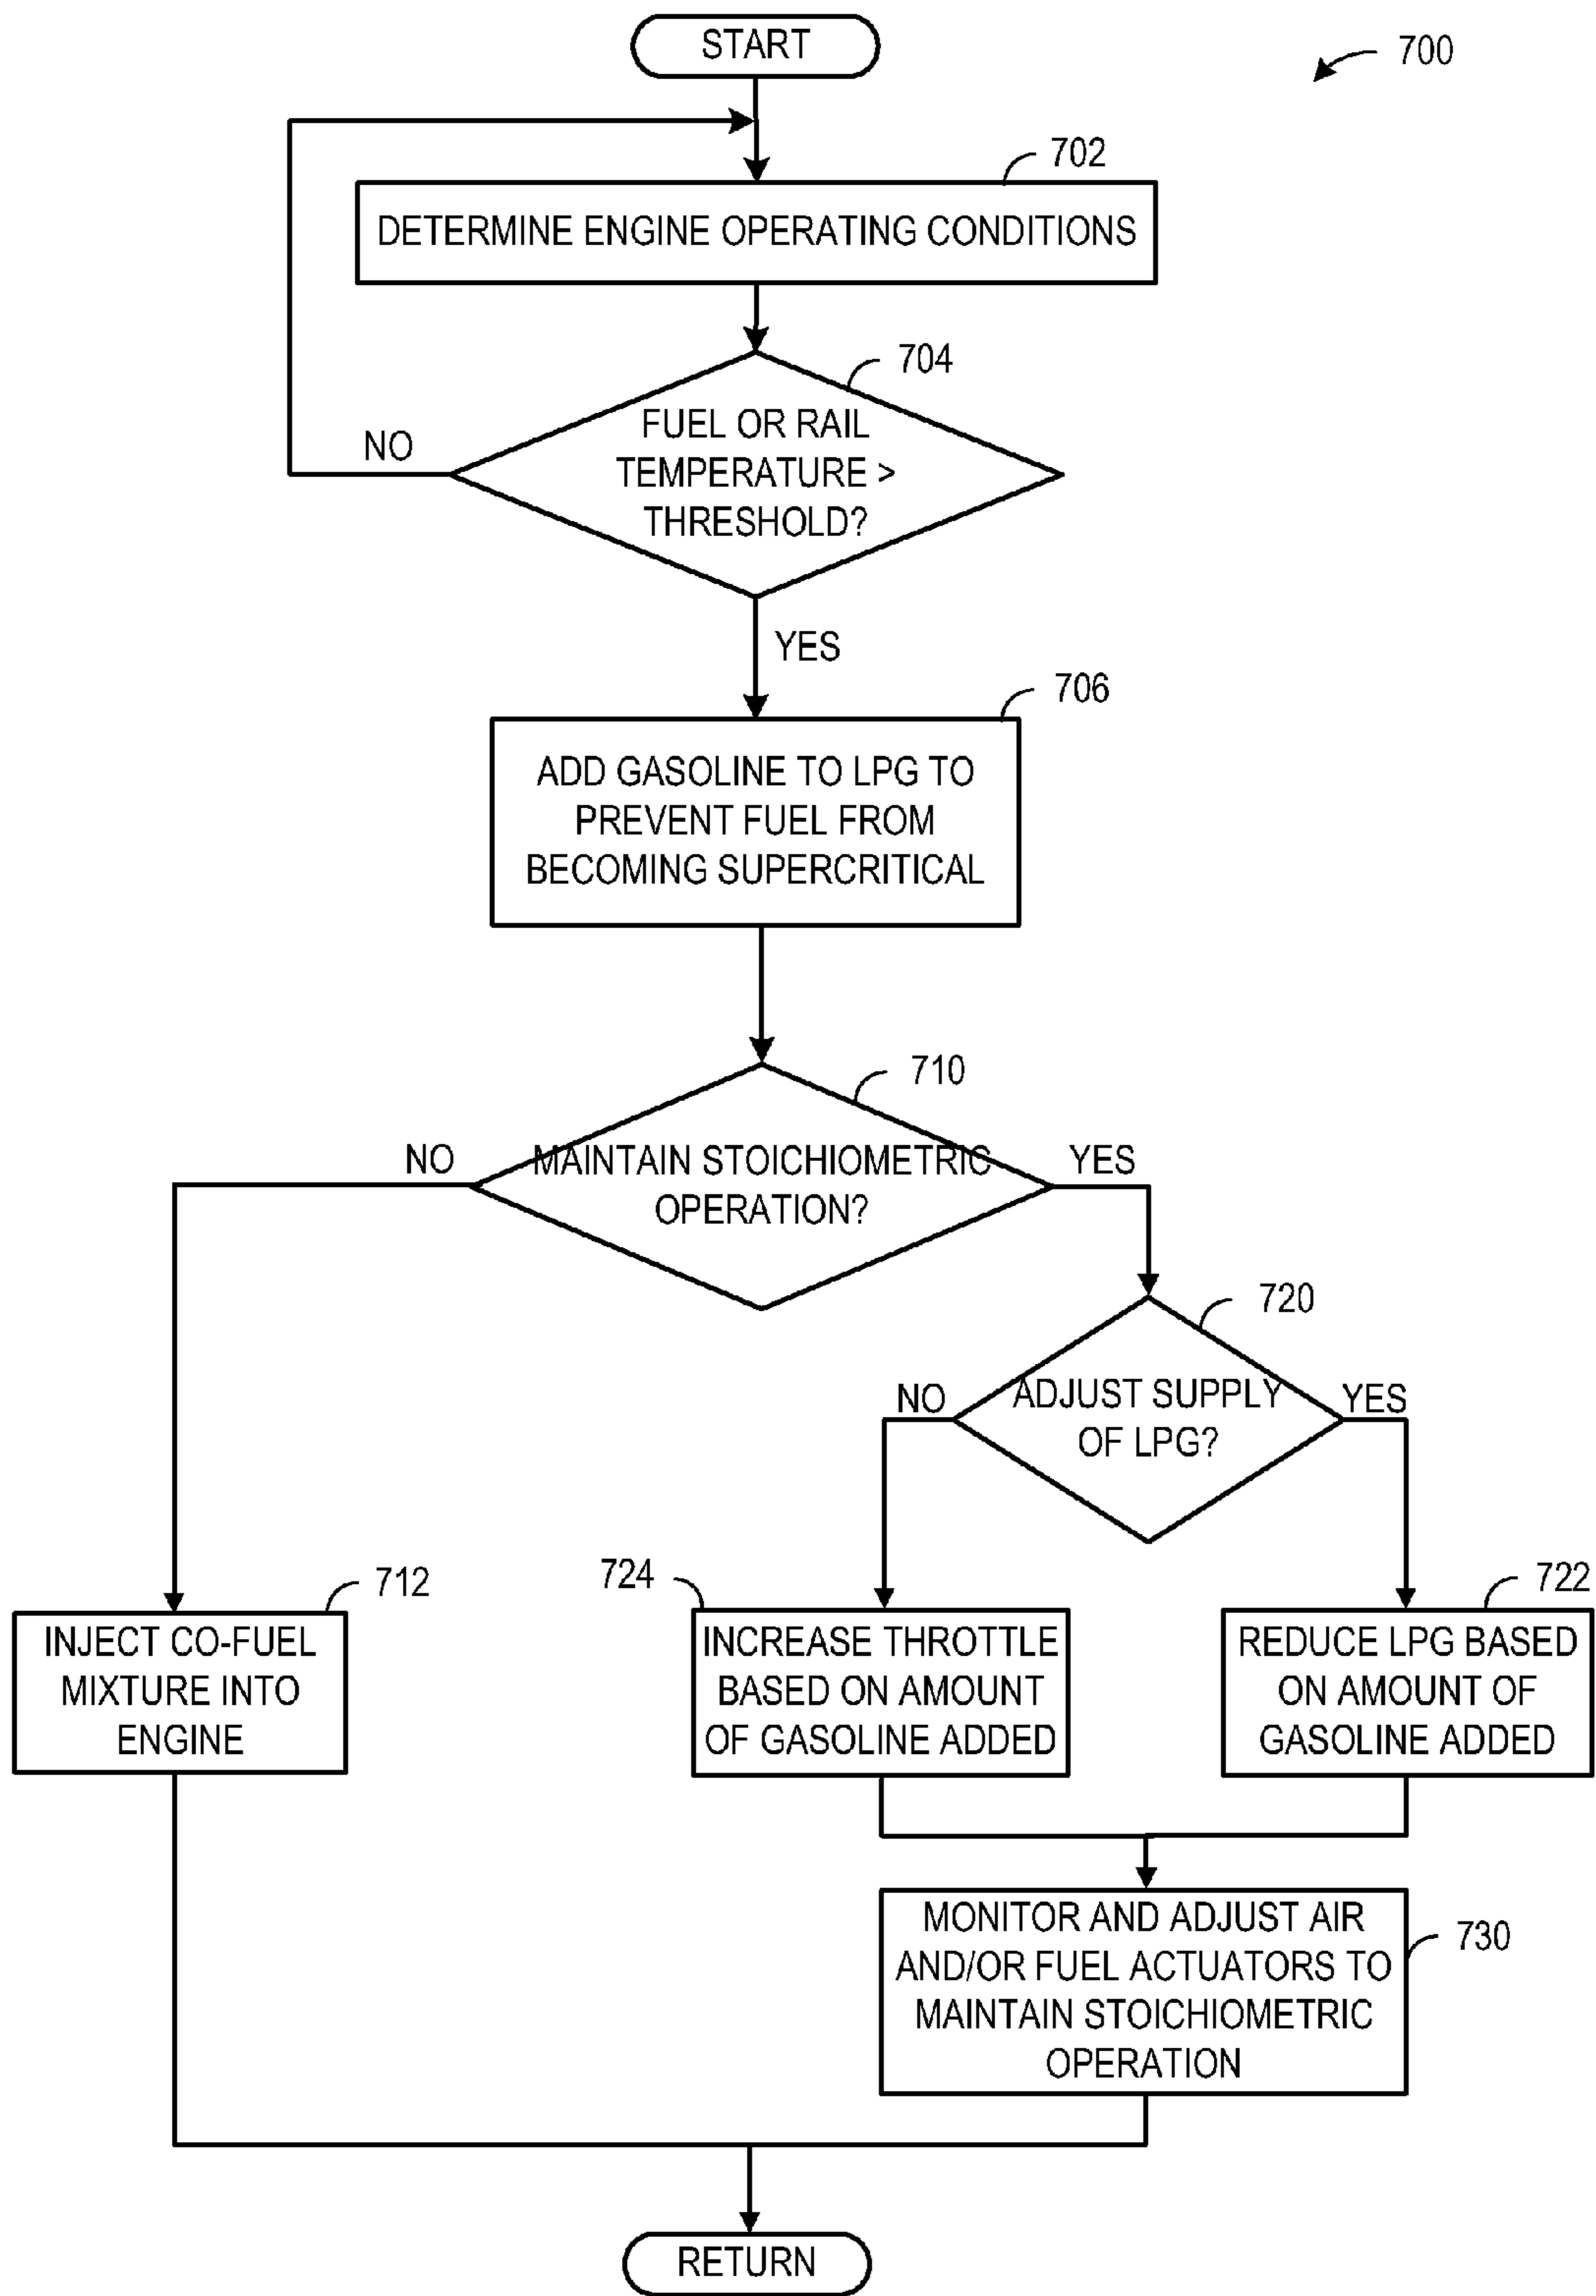 START
700
702
DETERMINE ENGINE OPERATING CONDITIONS
704
FUEL OR RAIL
TEMPERATURE >
THRESHOLD?
NO
YES
706
ADD GASOLINE TO LPG TO
PREVENT FUEL FROM
BECOMING SUPERCRITICAL
710
NO
MAINTAIN STOICHIOMETRIC
OPERATION?
YES
720
NO
ADJUST SUPPLY
OF LPG?
YES
712
INJECT CO-FUEL
MIXTURE INTO
ENGINE
724
INCREASE THROTTLE
BASED ON AMOUNT
OF GASOLINE ADDED
722
REDUCE LPG BASED
ON AMOUNT OF
GASOLINE ADDED
MONITOR AND ADJUST AIR
AND/OR FUEL ACTUATORS TO
MAINTAIN STOICHIOMETRIC
OPERATION
730
RETURN